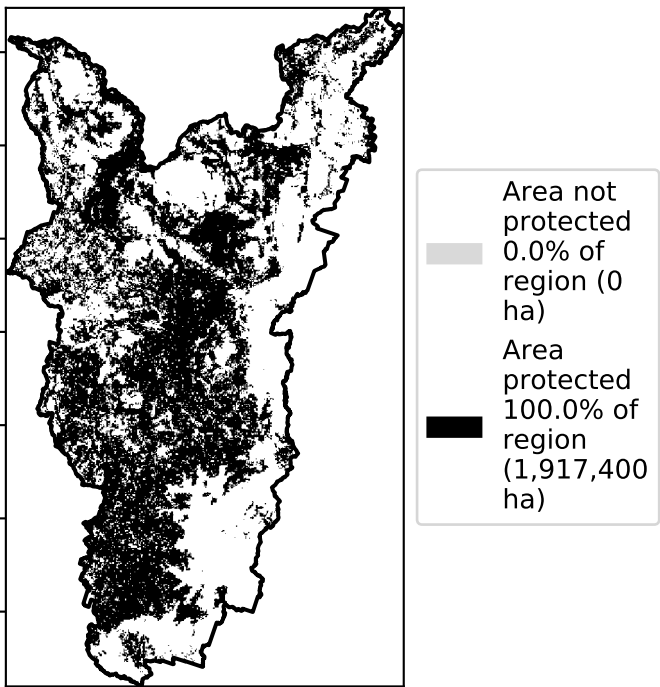 Area not
protected
0.0% of
region (0
ha)
Area
protected
100.0% of
region
(1,917,400
ha)